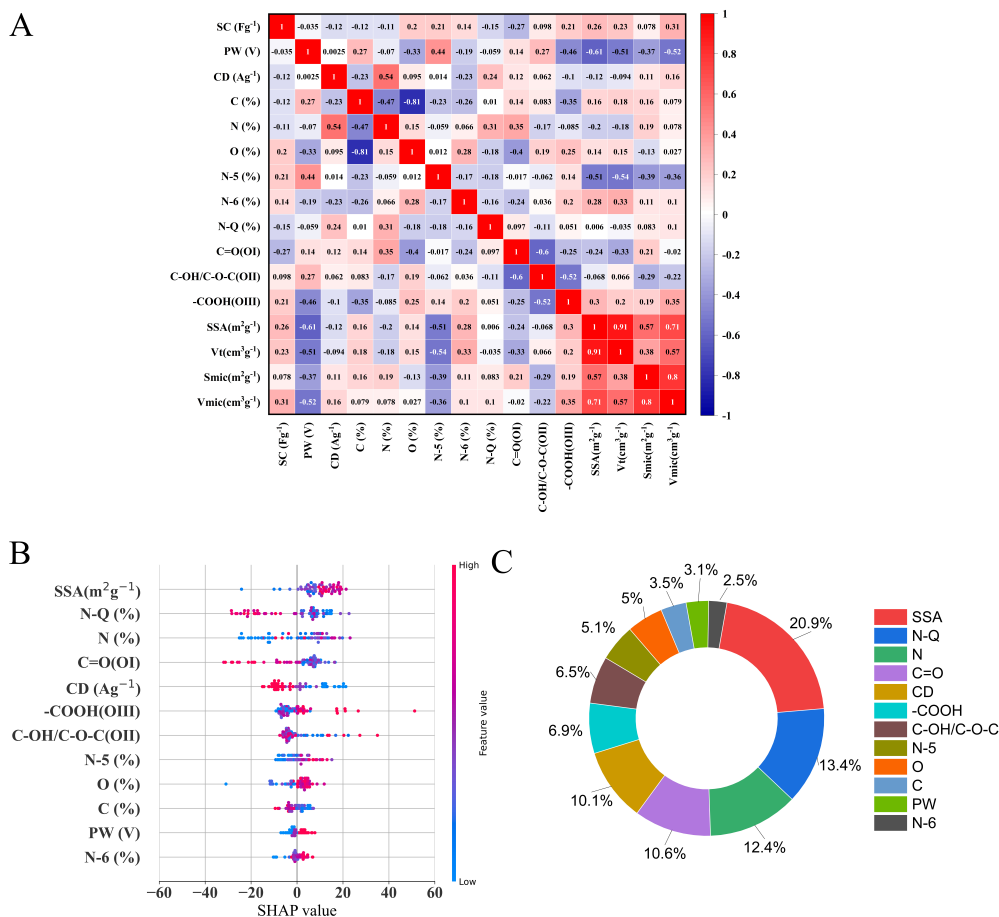 A
SC (Fg⁻¹) 1 -0.035 -0.12 -0.12 -0.11 0.2 0.21 0.14 -0.15 -0.27 0.098 0.21 0.26 0.23 0.078 0.31
PW (V) -0.035 1 0.0025 0.27 -0.07 -0.33 0.44 -0.19 -0.059 0.14 0.27 -0.46 -0.61 -0.51 -0.37 -0.52
CD (Ag⁻¹) -0.12 0.0025 1 -0.23 0.54 0.095 0.014 -0.23 0.24 0.12 0.062 -0.1 -0.12 -0.094 0.11 0.16
C (%) -0.12 0.27 -0.23 1 -0.47 -0.81 -0.23 -0.26 0.01 0.14 0.083 -0.35 0.16 0.18 0.16 0.079
N (%) -0.11 -0.07 0.54 -0.47 1 0.15 -0.059 0.066 0.31 0.35 -0.17 -0.085 -0.2 -0.18 0.19 0.078
O (%) 0.2 -0.33 0.095 -0.81 0.15 1 0.012 0.28 -0.18 -0.4 0.19 0.25 0.14 0.15 -0.13 0.027
N-5 (%) 0.21 0.44 0.014 -0.23 -0.059 0.012 1 -0.17 -0.18 -0.017 -0.062 0.14 -0.51 -0.54 -0.39 -0.36
N-6 (%) 0.14 -0.19 -0.23 -0.26 0.066 0.28 -0.17 1 -0.16 -0.24 0.036 0.2 0.28 0.33 0.11 0.1
N-Q (%) -0.15 -0.059 0.24 0.01 0.31 -0.18 -0.18 -0.16 1 0.097 -0.11 0.051 0.006 -0.035 0.083 0.1
C=O(OI) -0.27 0.14 0.12 0.14 0.35 -0.4 -0.017 -0.24 0.097 1 -0.6 -0.25 -0.24 -0.33 0.21 -0.02
C-OH/C-O-C(OII) 0.098 0.27 0.062 0.083 -0.17 0.19 -0.062 0.036 -0.11 -0.6 1 -0.52 -0.068 0.066 -0.29 -0.22
-COOH(OIII) 0.21 -0.46 -0.1 -0.35 -0.085 0.25 0.14 0.2 0.051 -0.25 -0.52 1 0.3 0.2 0.19 0.35
SSA(m²g⁻¹) 0.26 -0.61 -0.12 0.16 -0.2 0.14 -0.51 0.28 0.006 -0.24 -0.068 0.3 1 0.91 0.57 0.71
Vt(cm³g⁻¹) 0.23 -0.51 -0.094 0.18 -0.18 0.15 -0.54 0.33 -0.035 -0.33 0.066 0.2 0.91 1 0.38 0.57
Smic(m²g⁻¹) 0.078 -0.37 0.11 0.16 0.19 -0.13 -0.39 0.11 0.083 0.21 -0.29 0.19 0.57 0.38 1 0.8
Vmic(cm³g⁻¹) 0.31 -0.52 0.16 0.079 0.078 0.027 -0.36 0.1 0.1 -0.02 -0.22 0.35 0.71 0.57 0.8 1
SC (Fg⁻¹) PW (V) CD (Ag⁻¹) C (%) N (%) O (%) N-5 (%) N-6 (%) N-Q (%) C=O(OI) C-OH/C-O-C(OII) -COOH(OIII) SSA(m²g⁻¹) Vt(cm³g⁻¹) Smic(m²g⁻¹) Vmic(cm³g⁻¹)
1
0.8
0.6
0.4
0.2
0
-0.2
-0.4
-0.6
-0.8
-1
B
SSA(m²g⁻¹)
N-Q (%)
N (%)
C=O(OI)
CD (Ag⁻¹)
-COOH(OIII)
C-OH/C-O-C(OII)
N-5 (%)
O (%)
C (%)
PW (V)
N-6 (%)
−60 −40 −20 0 20 40 60
SHAP value
High
Feature value
Low
C
20.9%
13.4%
12.4%
10.6%
10.1%
6.9%
6.5%
5.1%
5%
3.5%
3.1%
2.5%
SSA
N-Q
N
C=O
CD
-COOH
C-OH/C-O-C
N-5
O
C
PW
N-6